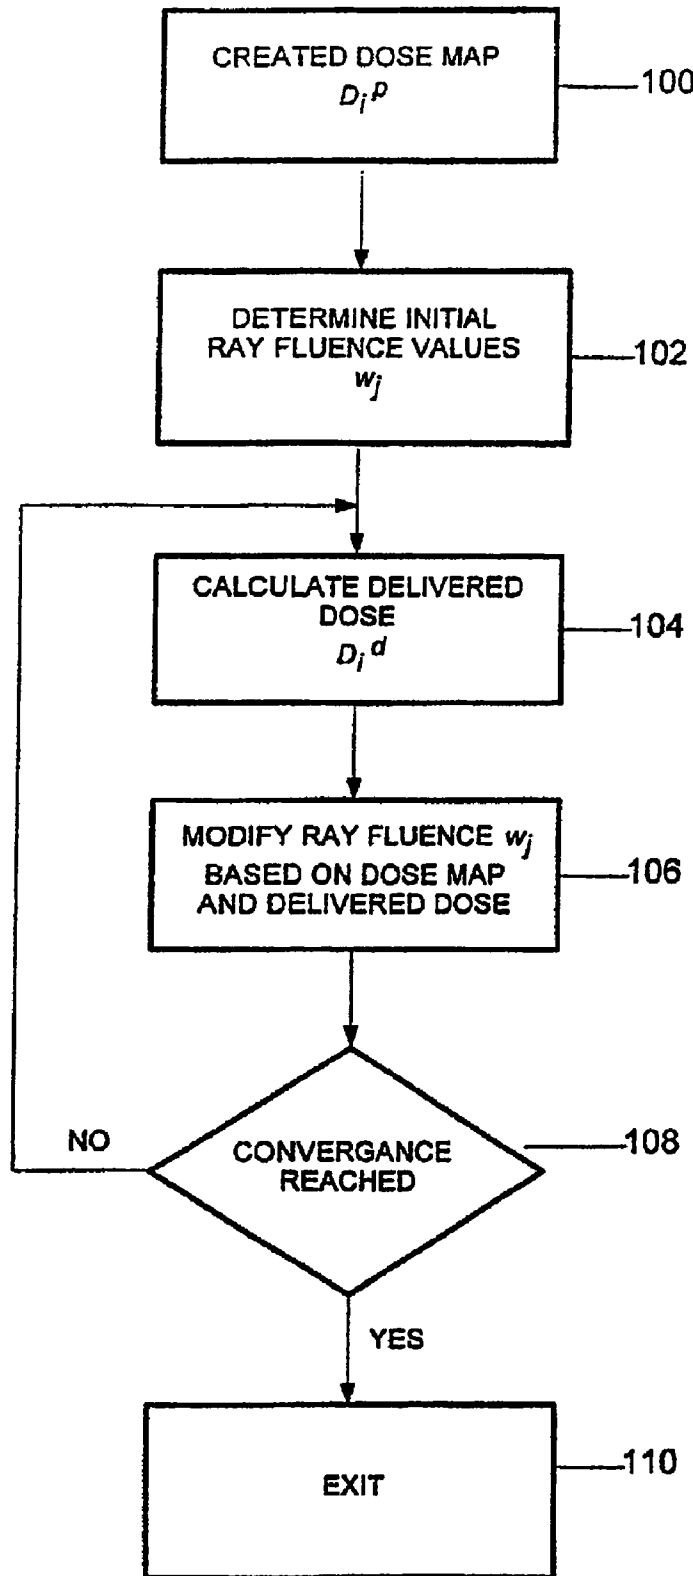 CREATED DOSE MAP
D_i^p
100
DETERMINE INITIAL
RAY FLUENCE VALUES
w_j
102
CALCULATE DELIVERED
DOSE
D_i^d
104
MODIFY RAY FLUENCE w_j
BASED ON DOSE MAP
AND DELIVERED DOSE
106
NO
CONVERGANCE
REACHED
108
YES
EXIT
110